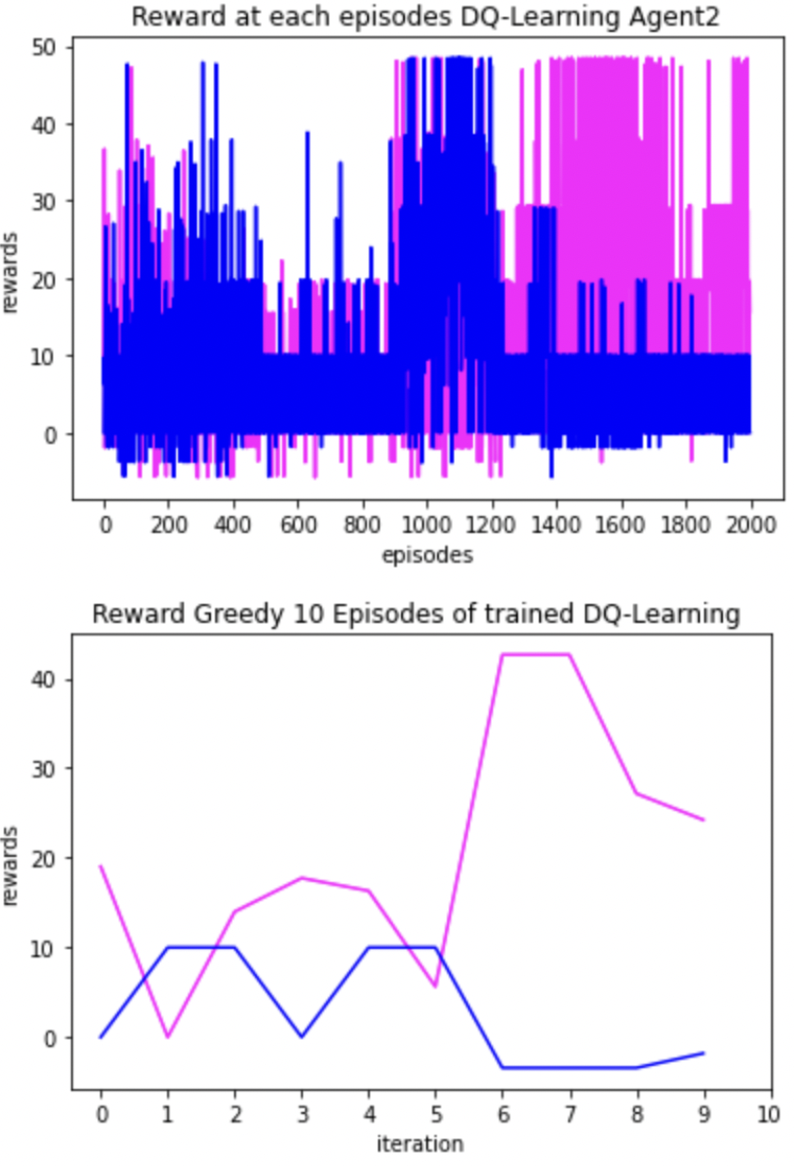 Reward at each episodes DQ-Learning Agent2
50
40
30
20
10
0
rewards
0 200 400 600 800 1000 1200 1400 1600 1800 2000
episodes
Reward Greedy 10 Episodes of trained DQ-Learning
40
30
20
10
0
rewards
0 1 2 3 4 5 6 7 8 9 10
iteration